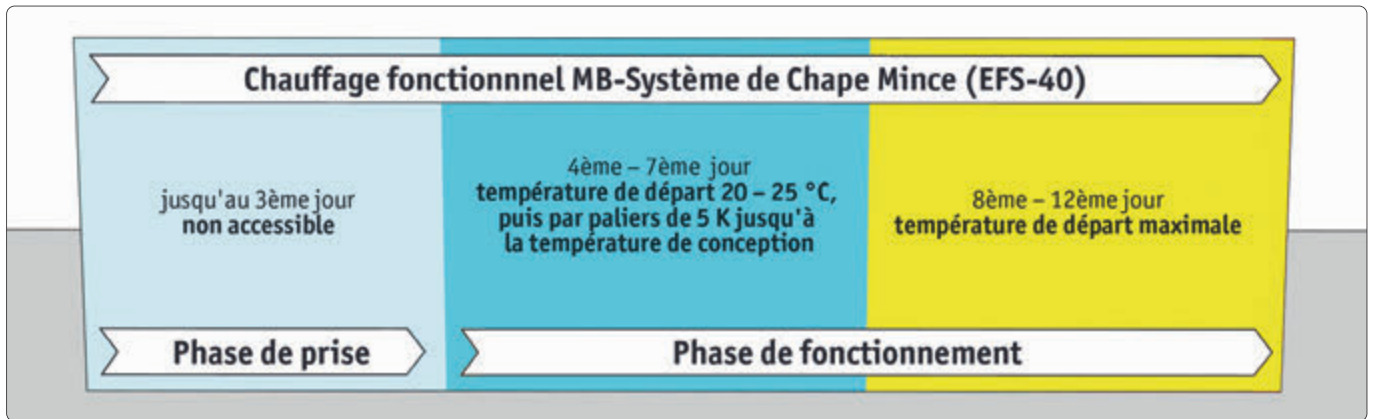 Chauffage fonctionnnel MB-Système de Chape Mince (EFS-40)
jusqu'au 3ème jour
non accessible
4ème – 7ème jour
température de départ 20 – 25 °C,
puis par paliers de 5 K jusqu'à
la température de conception
8ème – 12ème jour
température de départ maximale
Phase de prise
Phase de fonctionnement